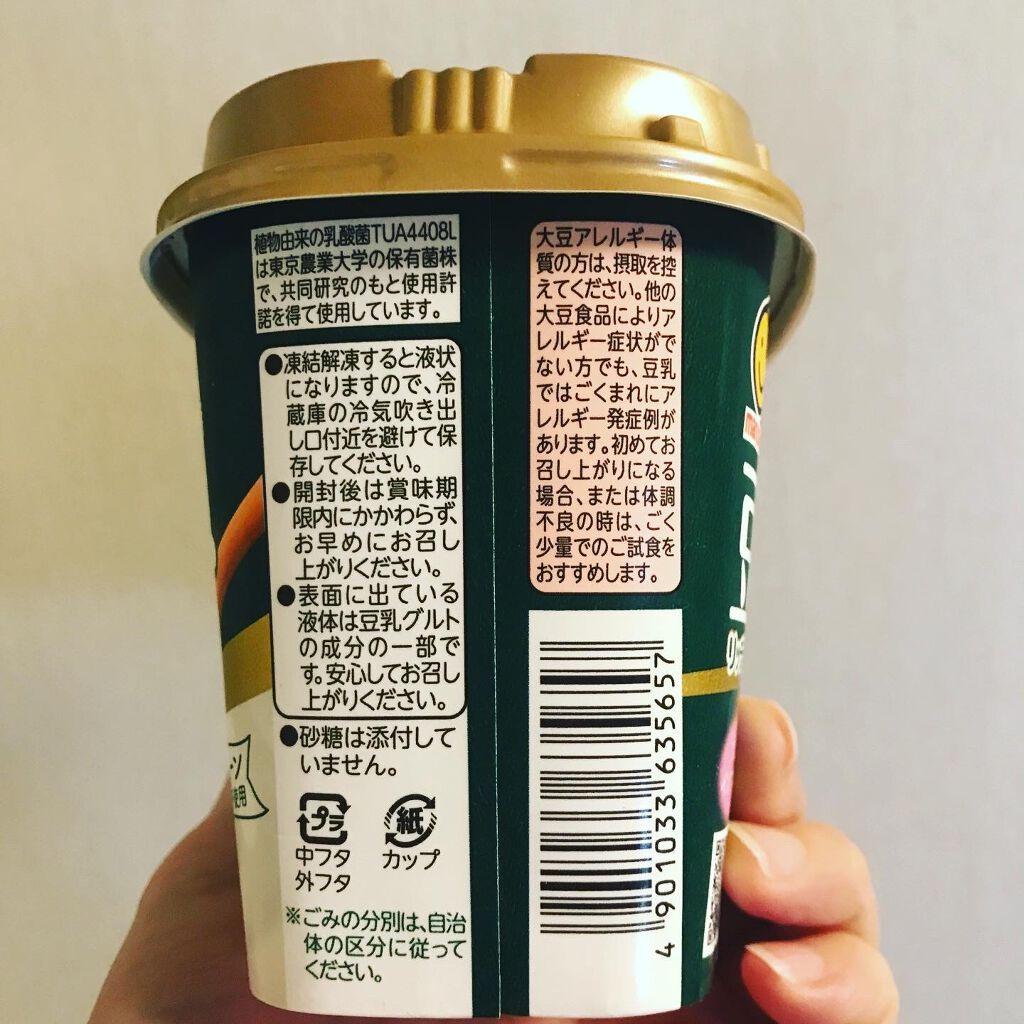 植物由来の乳酸菌TUA4408L
は東京農業大学の保有菌株
で、共同研究のもと使用許
諾を得て使用しています。
●凍結解凍すると液状
になりますので、冷
蔵庫の冷気吹き出
し口付近を避けて保
存してください。
●開封後は賞味期
限内にかかわらず、
お早めにお召し
上がりください。
●表面に出ている
液体は豆乳グルト
の成分の一部で
す。安心してお召し
上がりください。
●砂糖は添付して
いません。
プラ
中フタ
外フタ
紙
カップ
※ごみの分別は、自治
体の区分に従って
ください。
大豆アレルギー体
質の方は、摂取を控
えてください。他の
大豆食品によりア
レルギー症状がで
ない方でも、豆乳
ではごくまれにア
レルギー発症例が
あります。初めてお
召し上がりになる
場合、または体調
不良の時は、ごく
少量でのご試食を
おすすめします。
4 901033 635657
使用